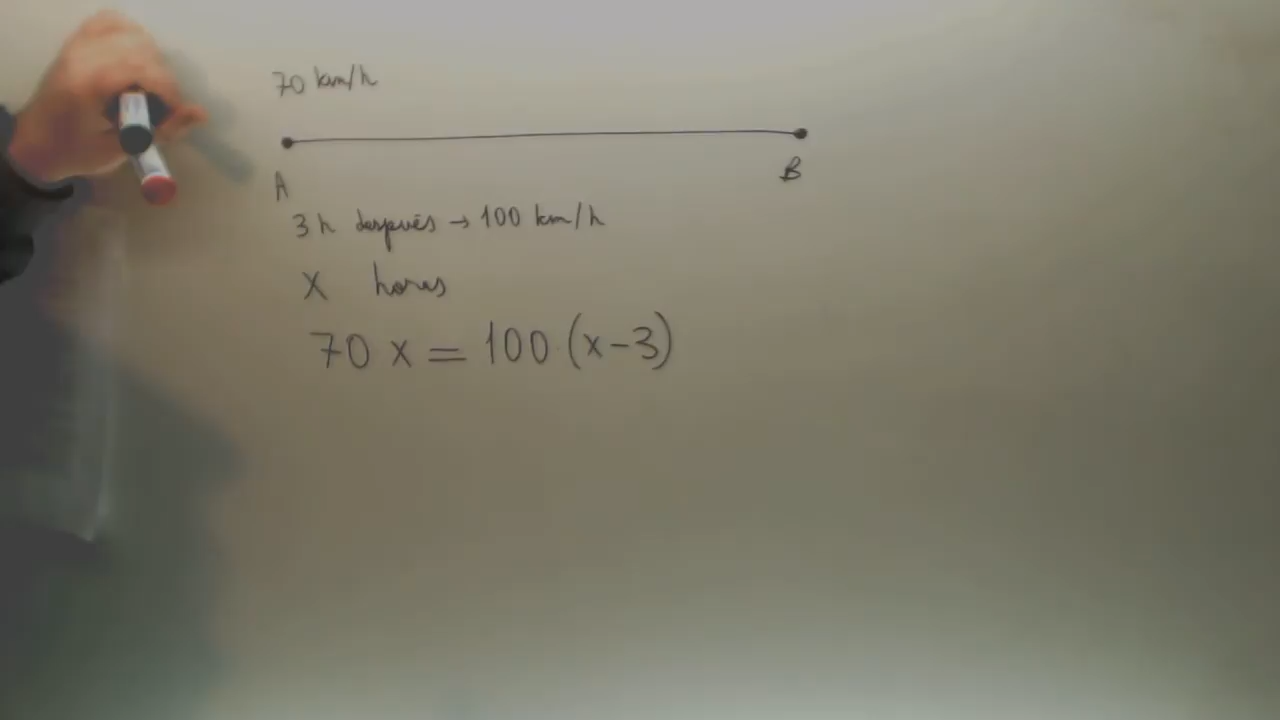 70 km/h
A B
3 h después → 100 km/h
x horas
70 x = 100 (x-3)